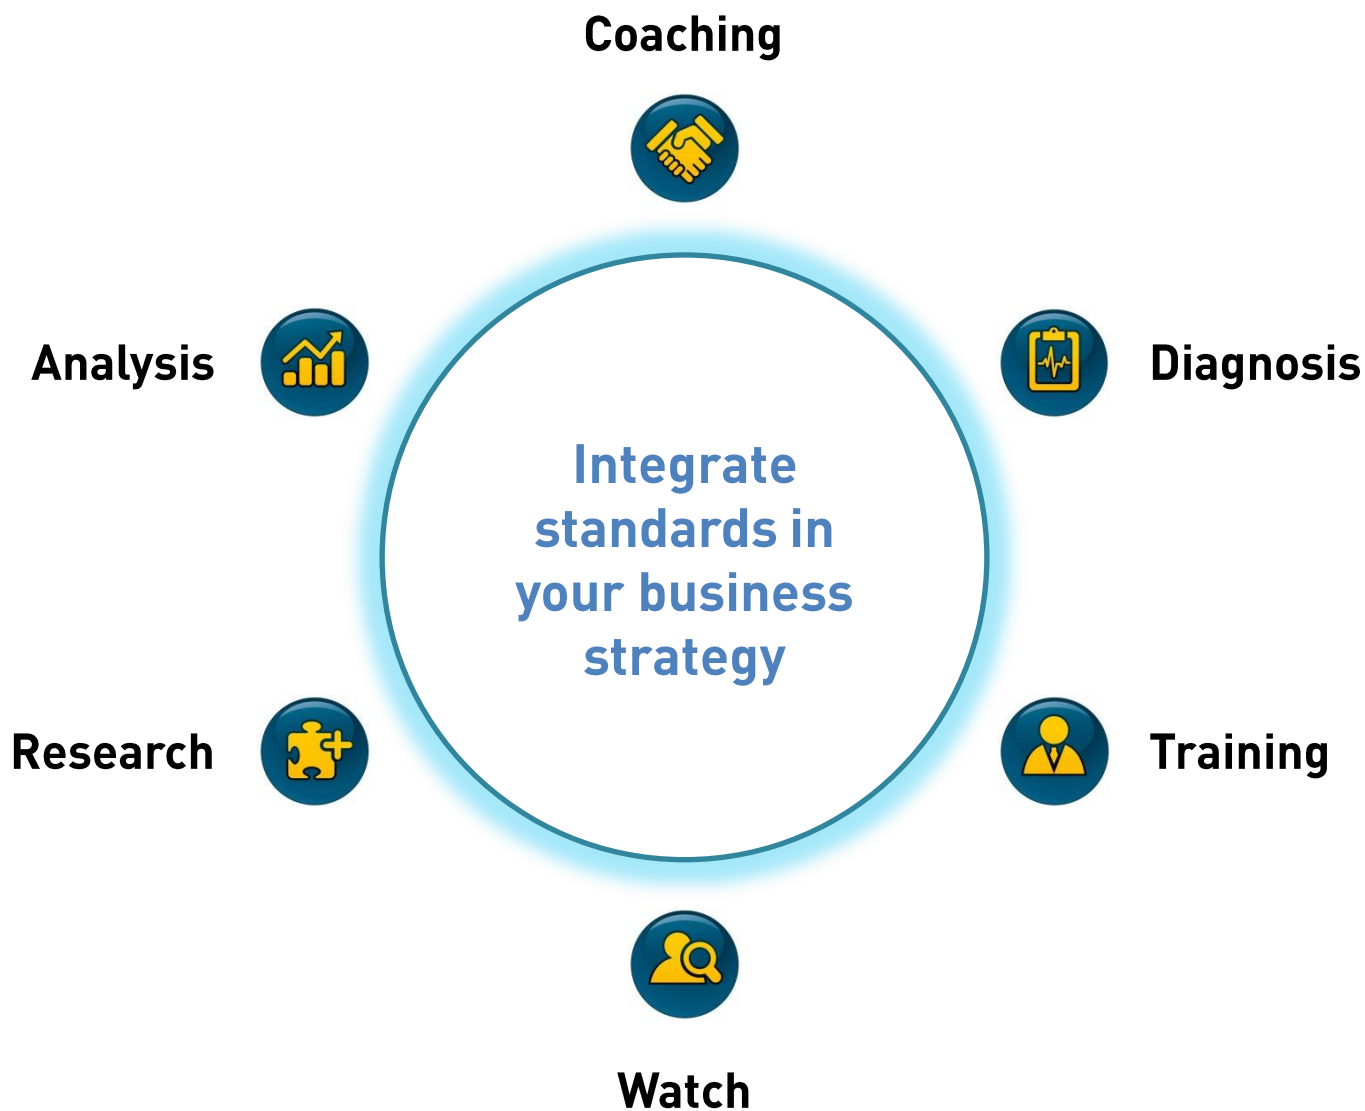 Coaching
Analysis
Diagnosis
Integrate
standards in
your business
strategy
Research
Training
Watch